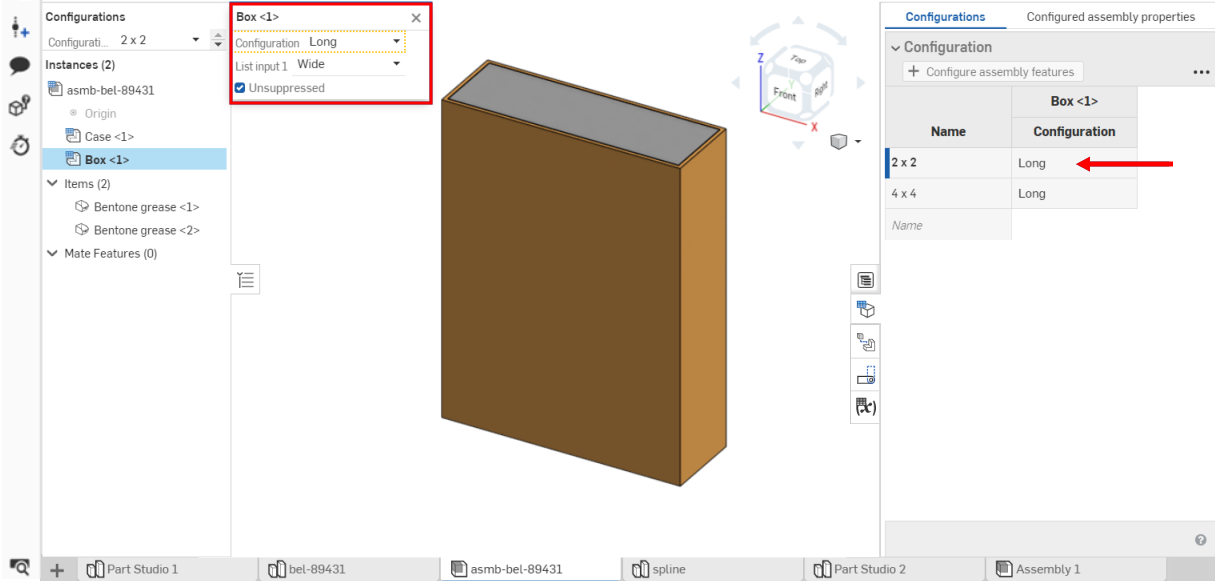 Configurations
Configurati... 2 x 2
Instances (2)
asmb-bel-89431
Origin
Case <1>
Box <1>
Items (2)
Bentone grease <1>
Bentone grease <2>
Mate Features (0)
Box <1>
Configuration Long
List input 1 Wide
Unsuppressed
Z
Top
Front
Right
Y
X
(x)
Configurations Configured assembly properties
Configuration
+ Configure assembly features
Box <1>
Name Configuration
2 x 2 Long
4 x 4 Long
Name
Part Studio 1 bel-89431 asmb-bel-89431 spline Part Studio 2 Assembly 1